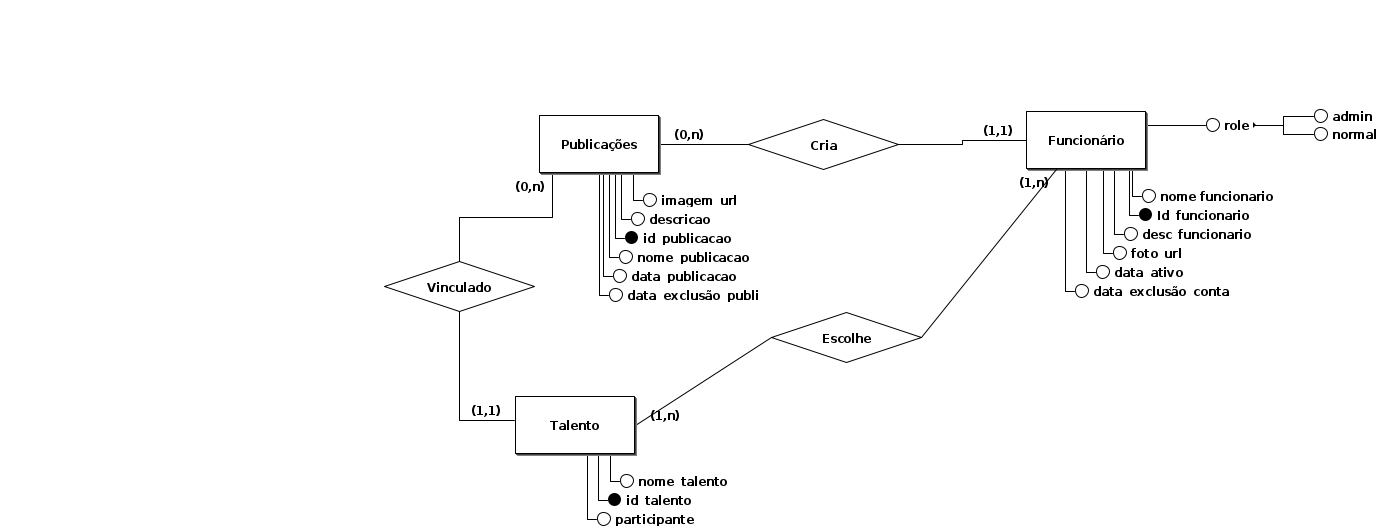 role
admin
normal
Publicações
(0,n)
Cria
(1,1)
Funcionário
(0,n)
(1,n)
imagem url
descricao
id publicacao
nome publicacao
data publicacao
data exclusão publi
nome funcionario
Id funcionario
desc funcionario
foto url
data ativo
data exclusão conta
Vinculado
Escolhe
(1,1)
(1,n)
Talento
nome talento
id talento
participante